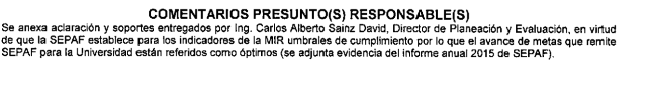 COMENTARIOS PRESUNTO(S) RESPONSABLE(S)
Se anexa aclaración y soportes entregados por Ing. Carlos Alberto Sainz David, Director de Planeación y Evaluación, en virtud
de que la SEPAF establece para los indicadores de la MIR umbrales de cumplimiento por lo que el avance de metas que remite
SEPAF para la Universidad están referidos como óptimos (se adjunta evidencia del informe anual 2015 de SEPAF).